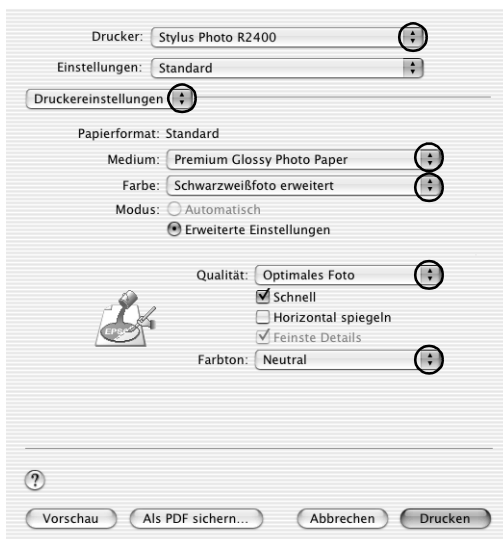 Drucker: Stylus Photo R2400
Einstellungen: Standard
Druckereinstellungen
Papierformat: Standard
Medium: Premium Glossy Photo Paper
Farbe: Schwarzweißfoto erweitert
Modus: Automatisch
Erweiterte Einstellungen
Qualität: Optimales Foto
Schnell
Horizontal spiegeln
Feinste Details
EPSO
Farbton: Neutral
?
Vorschau Als PDF sichern... Abbrechen Drucken